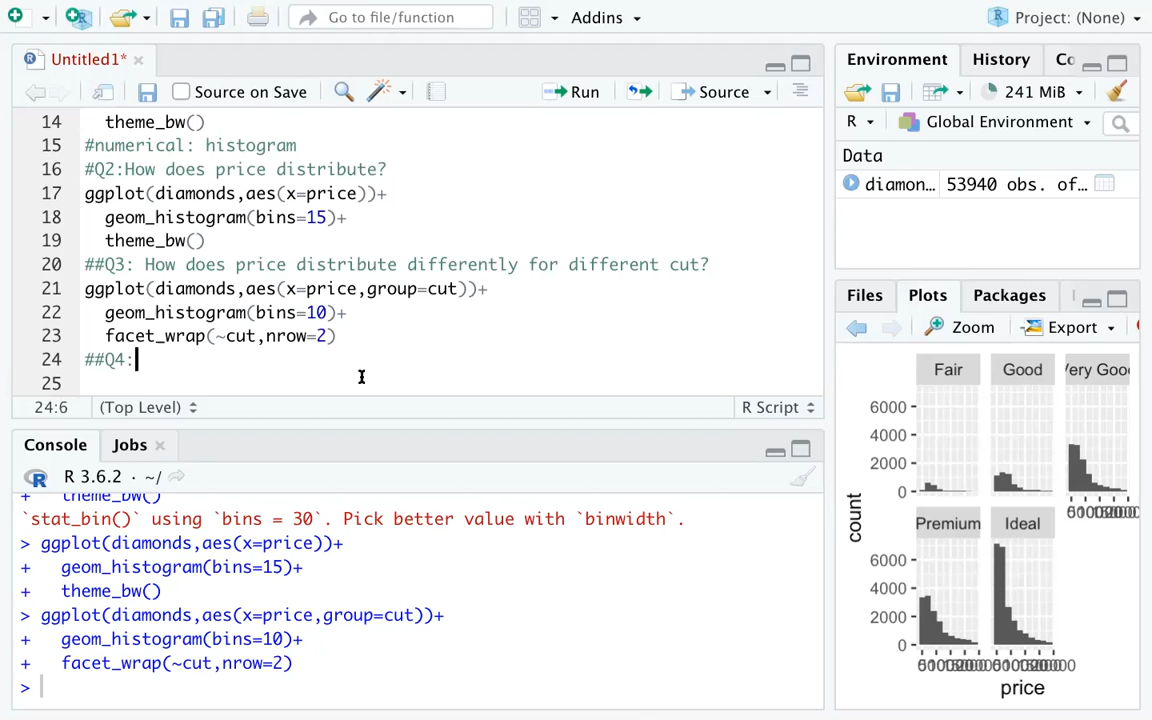 Go to file/function
Addins
Project: (None)
Untitled1*
Source on Save
Run
Source
14   theme_bw()
15 #numerical: histogram
16 #Q2:How does price distribute?
17 ggplot(diamonds,aes(x=price))+
18   geom_histogram(bins=15)+
19   theme_bw()
20 ##Q3: How does price distribute differently for different cut?
21 ggplot(diamonds,aes(x=price,group=cut))+
22   geom_histogram(bins=10)+
23   facet_wrap(~cut,nrow=2)
24 ##Q4:
25
24:6 (Top Level) R Script
Console Jobs
R 3.6.2 · ~/
+   theme_bw()
`stat_bin()` using `bins = 30`. Pick better value with `binwidth`.
> ggplot(diamonds,aes(x=price))+
+   geom_histogram(bins=15)+
+   theme_bw()
> ggplot(diamonds,aes(x=price,group=cut))+
+   geom_histogram(bins=10)+
+   facet_wrap(~cut,nrow=2)
>
Environment History Co
241 MiB
R Global Environment
Data
diamon... 53940 obs. of...
Files Plots Packages
Zoom Export
Fair Good Very Good
6000
4000
2000
0
Premium Ideal
6000
4000
2000
0
count
price